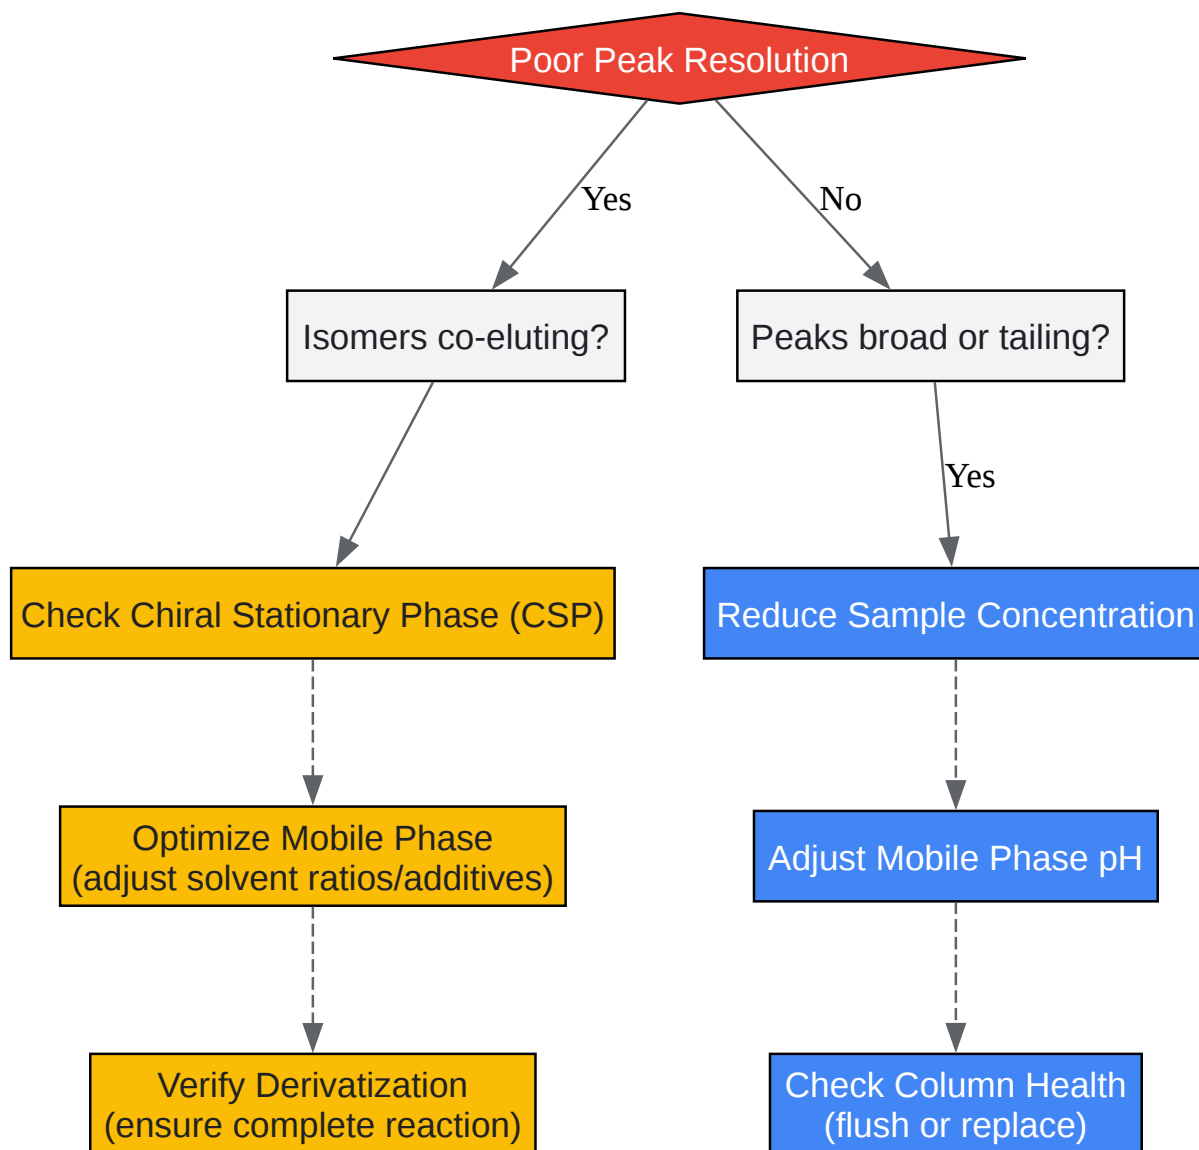 Poor Peak Resolution
Yes
No
Isomers co-eluting?
Peaks broad or tailing?
Yes
Check Chiral Stationary Phase (CSP)
Reduce Sample Concentration
Optimize Mobile Phase
(adjust solvent ratios/additives)
Adjust Mobile Phase pH
Verify Derivatization
(ensure complete reaction)
Check Column Health
(flush or replace)